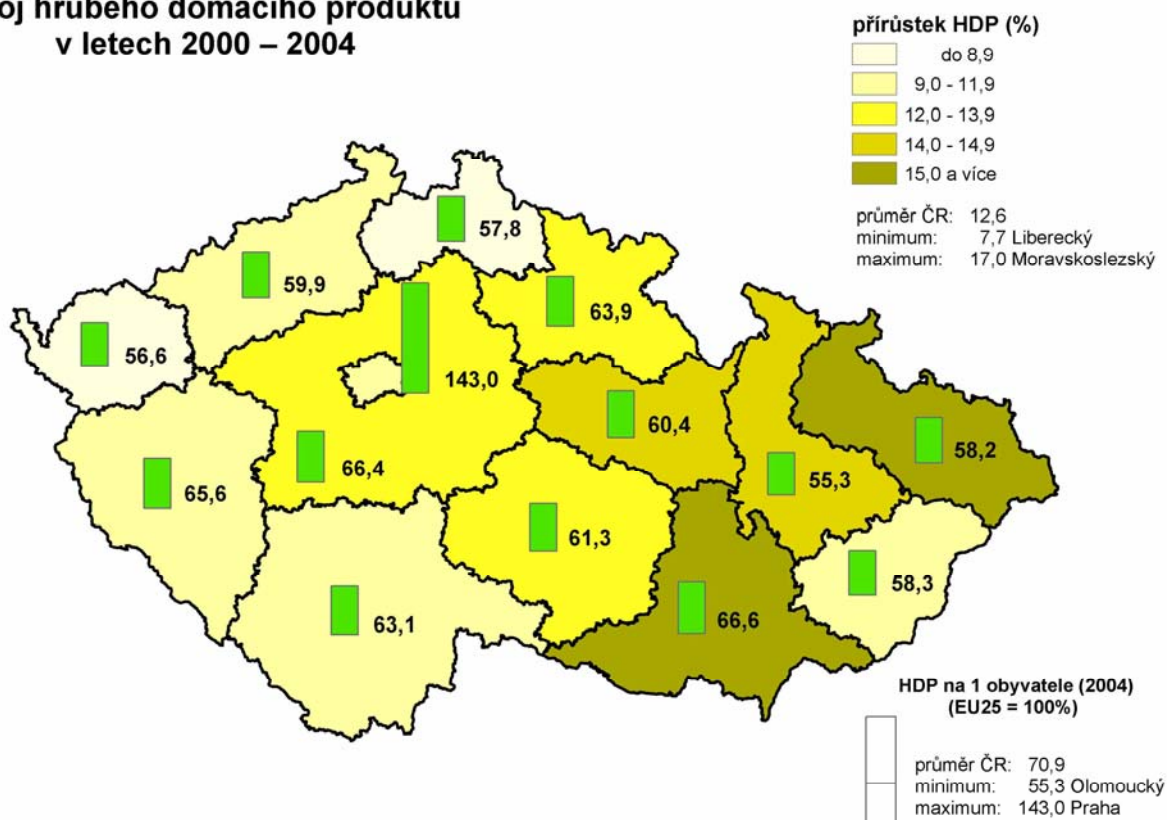 oj hrubého domácího produktu
v letech 2000 – 2004
přírůstek HDP (%)
do 8,9
9,0 - 11,9
12,0 - 13,9
14,0 - 14,9
15,0 a více
průměr ČR: 12,6
minimum: 7,7 Liberecký
maximum: 17,0 Moravskoslezský
57,8
59,9
63,9
56,6
143,0
60,4
58,2
66,4
65,6
55,3
61,3
58,3
63,1
66,6
HDP na 1 obyvatele (2004)
(EU25 = 100%)
průměr ČR: 70,9
minimum: 55,3 Olomoucký
maximum: 143,0 Praha